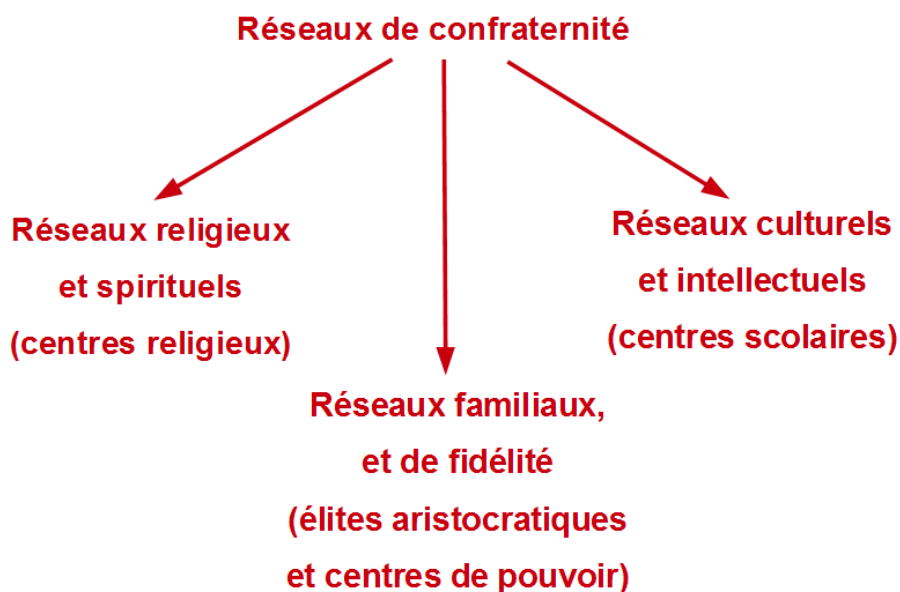 Réseaux de confraternité
Réseaux religieux
et spirituels
(centres religieux)
Réseaux familiaux,
et de fidélité
(élites aristocratiques
et centres de pouvoir)
Réseaux culturels
et intellectuels
(centres scolaires)